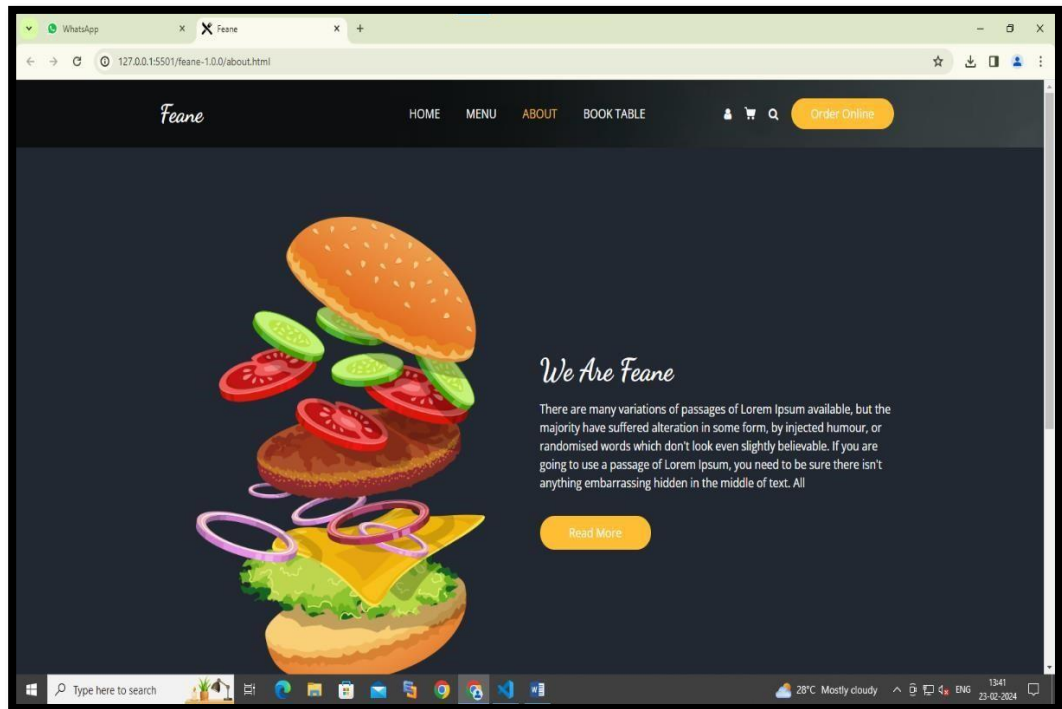 WhatsApp
Feane
127.0.0.1:5501/feane-1.0.0/about.html
Feane
HOME MENU ABOUT BOOK TABLE
Order Online
We Are Feane
There are many variations of passages of Lorem Ipsum available, but the
majority have suffered alteration in some form, by injected humour, or
randomised words which don't look even slightly believable. If you are
going to use a passage of Lorem Ipsum, you need to be sure there isn't
anything embarrassing hidden in the middle of text. All
Read More
Type here to search
28°C Mostly cloudy
ENG
13:41
23-02-2024